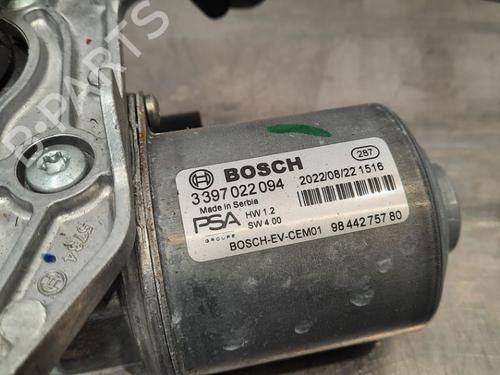 B-PARTS
BOSCH
287
3 397 022 094
2022/08/22 1516
Made in Serbia
PSA
GROUPE
HW 1.2
SW 4.00
BOSCH-EV-CEM01
98 442 757 80